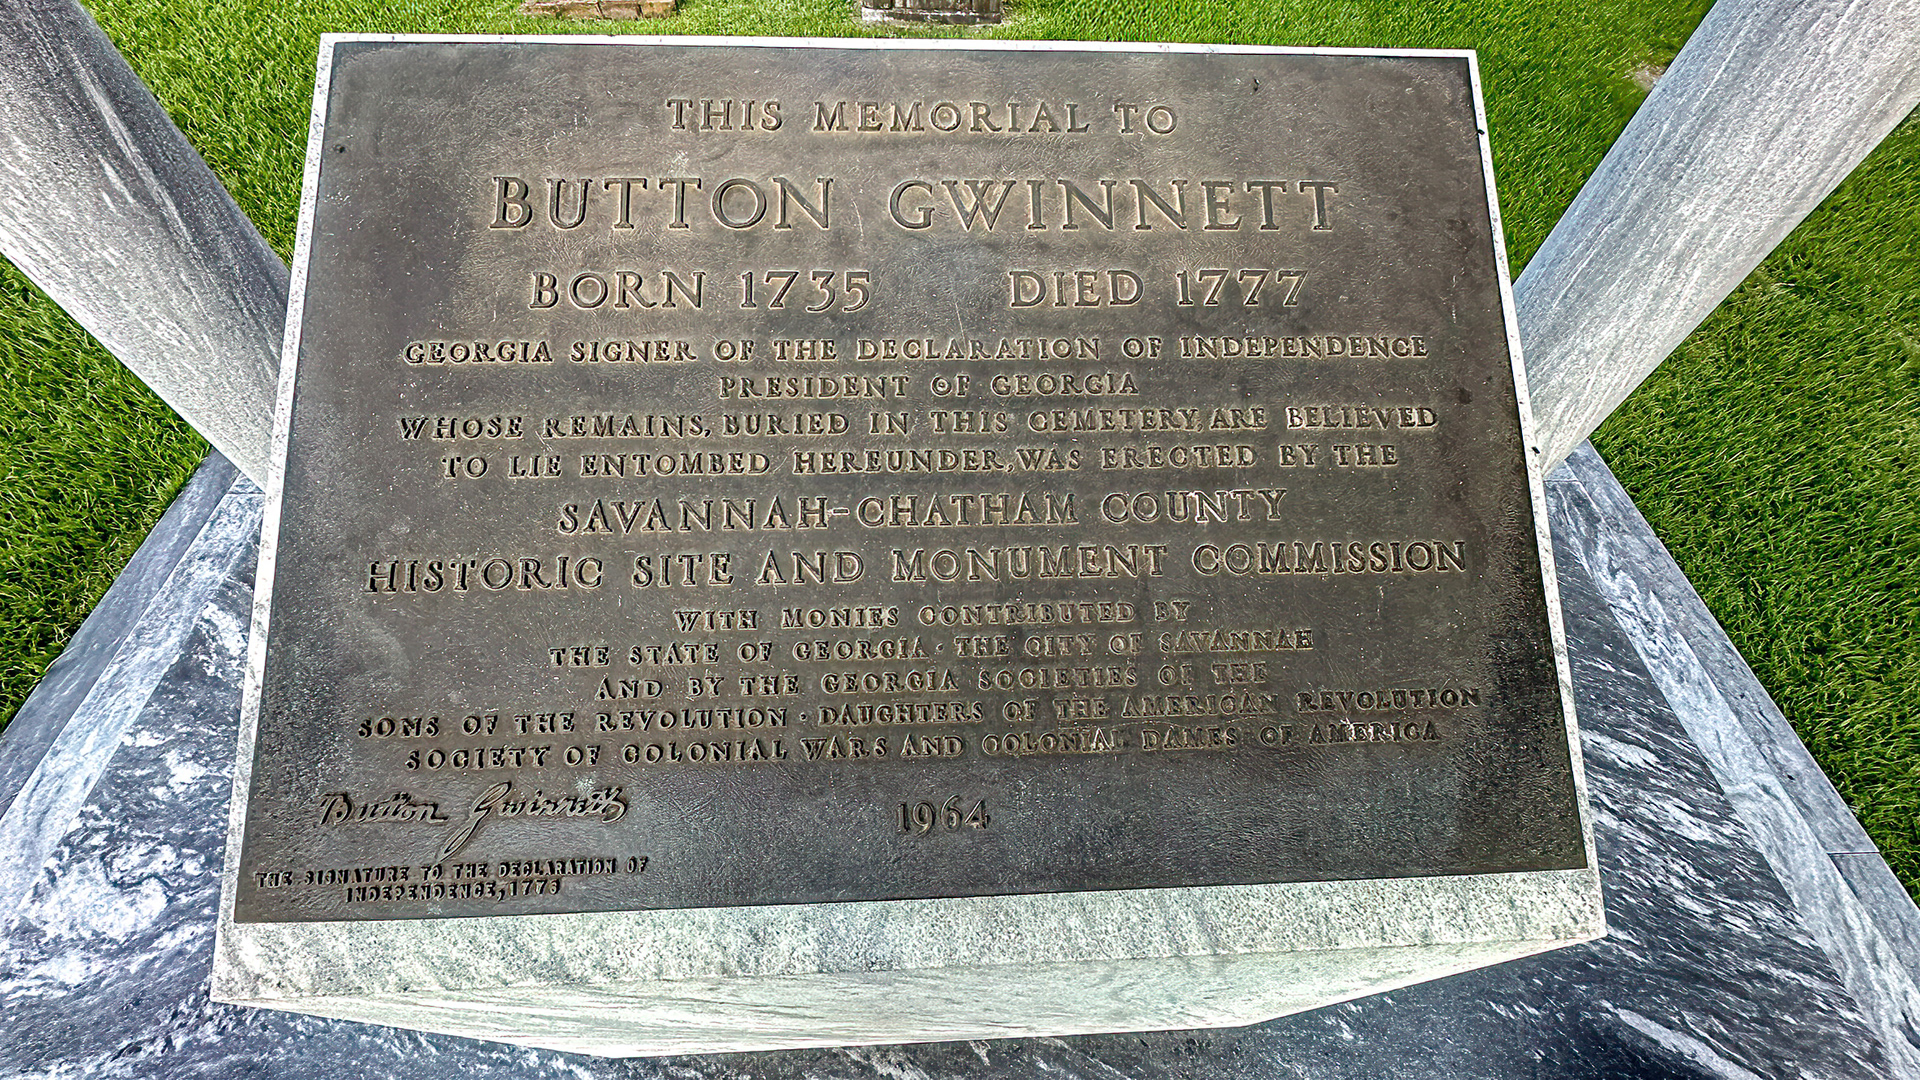 THIS MEMORIAL TO
BUTTON GWINNETT
BORN 1735 DIED 1777
GEORGIA SIGNER OF THE DECLARATION OF INDEPENDENCE
PRESIDENT OF GEORGIA
WHOSE REMAINS, BURIED IN THIS CEMETERY, ARE BELIEVED
TO LIE ENTOMBED HEREUNDER, WAS ERECTED BY THE
SAVANNAH-CHATHAM COUNTY
HISTORIC SITE AND MONUMENT COMMISSION
WITH MONIES CONTRIBUTED BY
THE STATE OF GEORGIA · THE CITY OF SAVANNAH
AND BY THE GEORGIA SOCIETIES OF THE
SONS OF THE REVOLUTION · DAUGHTERS OF THE AMERICAN REVOLUTION
SOCIETY OF COLONIAL WARS AND COLONIAL DAMES OF AMERICA
Button Gwinnett
1964
THE SIGNATURE TO THE DECLARATION OF
INDEPENDENCE, 1776